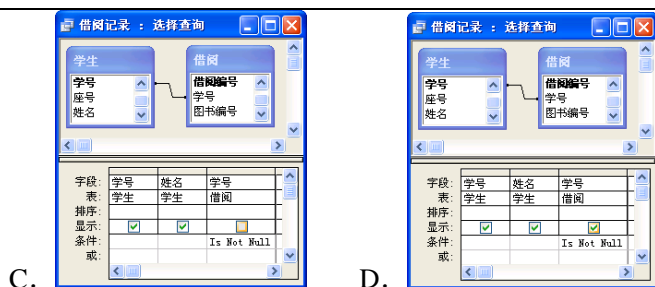 借阅记录 : 选择查询
学生
学号
座号
姓名
借阅
借阅编号
学号
图书编号
字段: 学号 姓名 学号
表: 学生 学生 借阅
排序:
显示:
条件: Is Not Null
或:
C.
借阅记录 : 选择查询
学生
学号
座号
姓名
借阅
借阅编号
学号
图书编号
字段: 学号 姓名 学号
表: 学生 学生 借阅
排序:
显示:
条件: Is Not Null
或:
D.